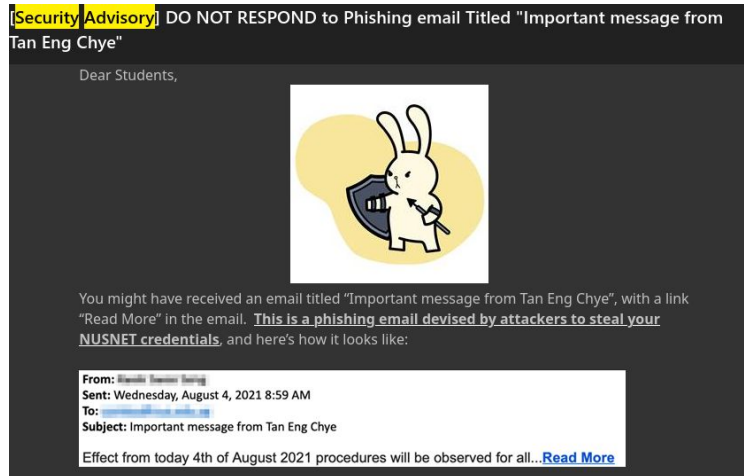 [Security Advisory] DO NOT RESPOND to Phishing email Titled "Important message from
Tan Eng Chye"
Dear Students,
You might have received an email titled “Important message from Tan Eng Chye”, with a link
“Read More” in the email. This is a phishing email devised by attackers to steal your
NUSNET credentials, and here’s how it looks like:
From:
Sent: Wednesday, August 4, 2021 8:59 AM
To:
Subject: Important message from Tan Eng Chye
Effect from today 4th of August 2021 procedures will be observed for all...Read More